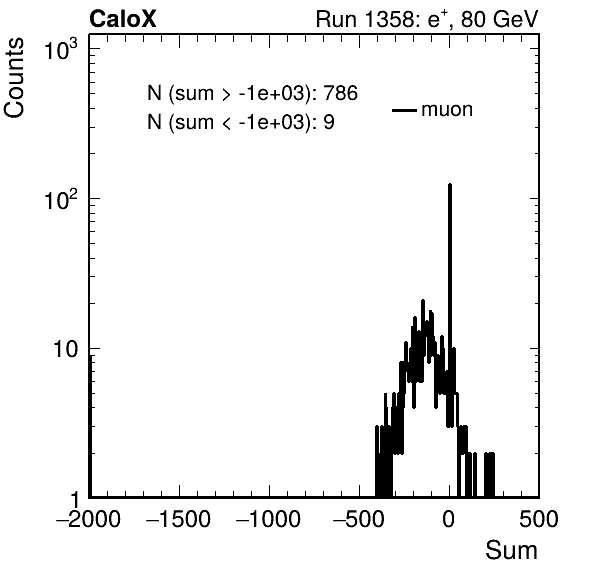 CaloX Run 1358: e⁺, 80 GeV
Counts
10³
N (sum > -1e+03): 786
N (sum < -1e+03): 9
muon
10²
10
1
−2000 −1500 −1000 −500 0 500
Sum